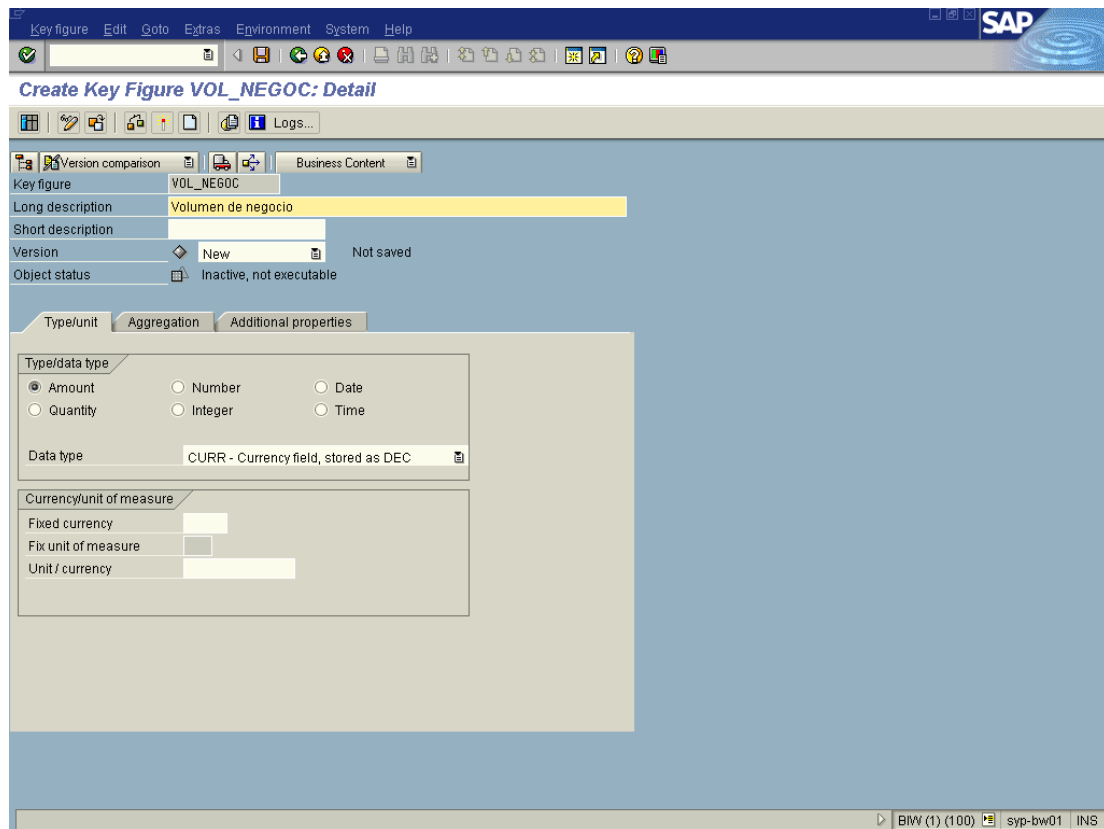 Key figure Edit Goto Extras Environment System Help
SAP
Create Key Figure VOL_NEGOC: Detail
Logs...
Version comparison Business Content
Key figure VOL_NEGOC
Long description Volumen de negocio
Short description
Version New Not saved
Object status Inactive, not executable
Type/unit Aggregation Additional properties
Type/data type
Amount Number Date
Quantity Integer Time
Data type CURR - Currency field, stored as DEC
Currency/unit of measure
Fixed currency
Fix unit of measure
Unit / currency
BIW (1) (100) syp-bw01 INS